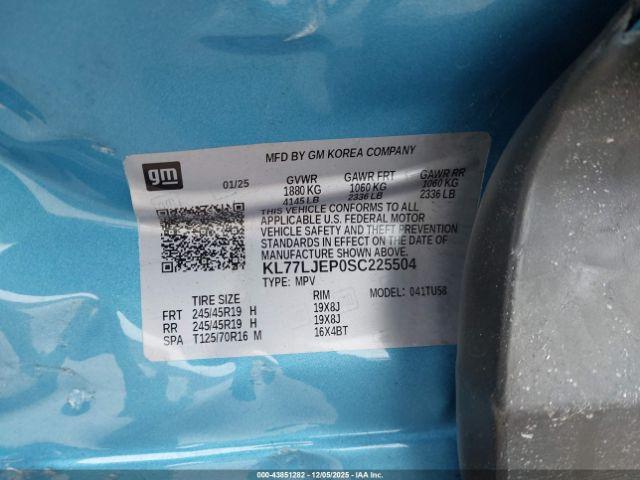 MFD BY GM KOREA COMPANY
gm
01/25
GVWR GAWR FRT GAWR RR
1880 KG 1060 KG 1060 KG
4145 LB 2336 LB 2336 LB
THIS VEHICLE CONFORMS TO ALL
APPLICABLE U.S. FEDERAL MOTOR
VEHICLE SAFETY AND THEFT PREVENTION
STANDARDS IN EFFECT ON THE DATE OF
MANUFACTURE SHOWN ABOVE.
KL77LJEP0SC225504
TYPE: MPV MODEL: 041TU58
TIRE SIZE RIM
FRT 245/45R19 H 19X8J
RR 245/45R19 H 19X8J
SPA T125/70R16 M 16X4BT
000-43851282 - 12/05/2025 - IAAI.COM